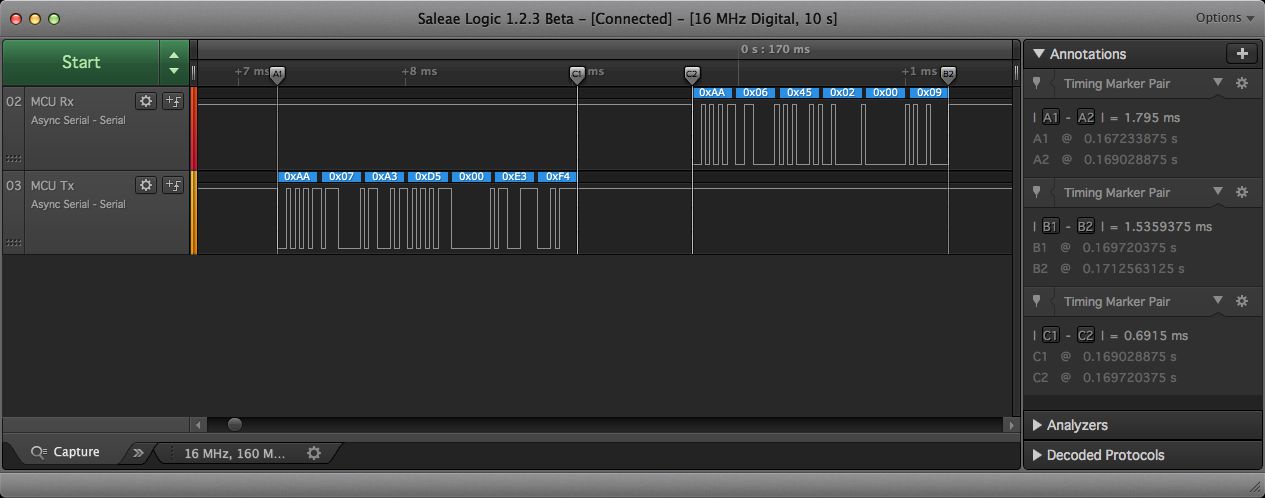 Saleae Logic 1.2.3 Beta - [Connected] - [16 MHz Digital, 10 s]
Options
Start
0 s : 170 ms
+7 ms
A1
+8 ms
C1
ms
C2
+1 ms
B2
02 MCU Rx
Async Serial - Serial
0xAA 0x06 0x45 0x02 0x00 0x09
03 MCU Tx
Async Serial - Serial
0xAA 0x07 0xA3 0xD5 0x00 0xE3 0xF4
Annotations
Timing Marker Pair
| A1 - A2 | = 1.795 ms
A1 @ 0.167233875 s
A2 @ 0.169028875 s
Timing Marker Pair
| B1 - B2 | = 1.5359375 ms
B1 @ 0.169720375 s
B2 @ 0.1712563125 s
Timing Marker Pair
| C1 - C2 | = 0.6915 ms
C1 @ 0.169028875 s
C2 @ 0.169720375 s
Analyzers
Decoded Protocols
Capture
16 MHz, 160 M...